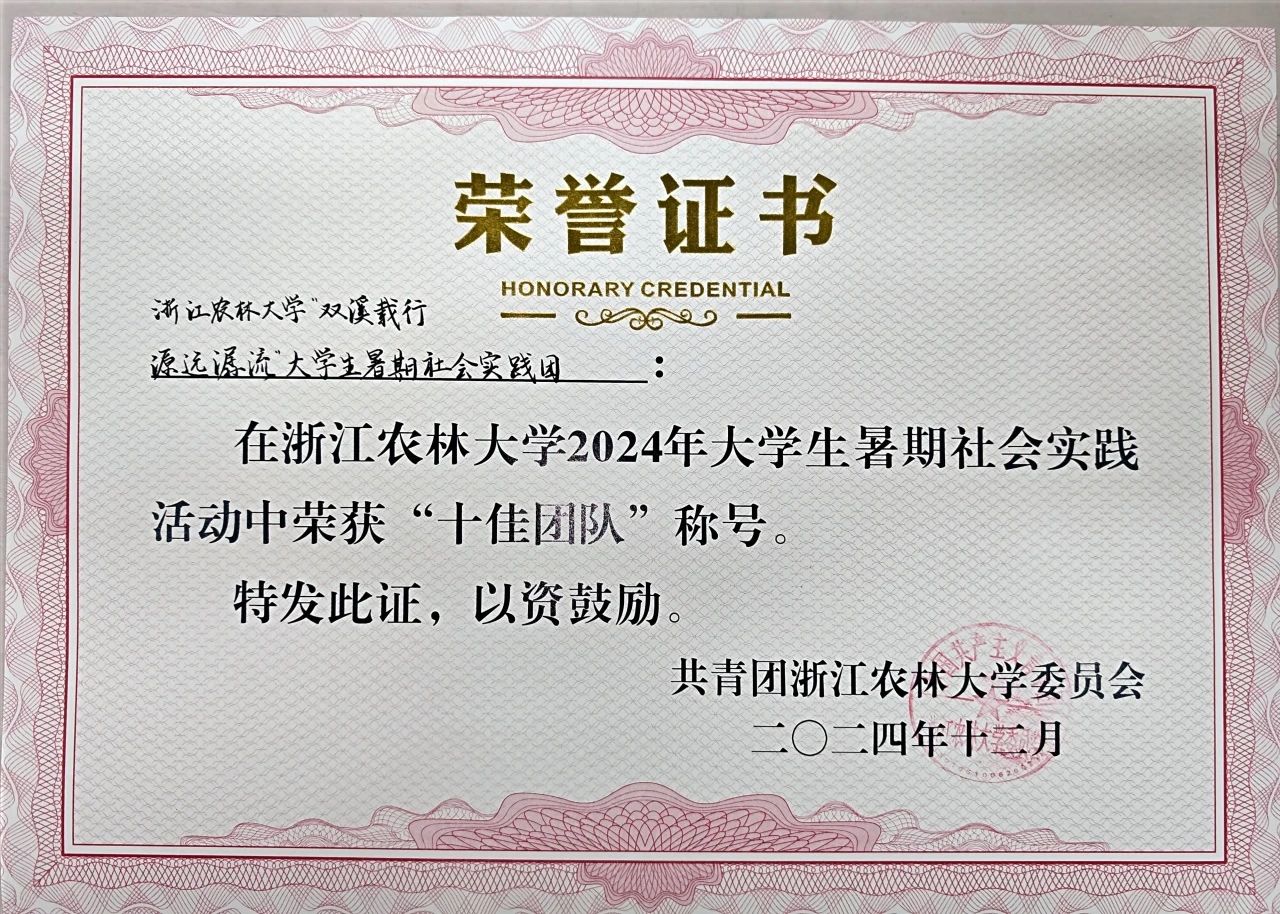 荣誉证书
HONORARY CREDENTIAL
浙江农林大学“双溪载行
源远潺流”大学生暑期社会实践团：
在浙江农林大学2024年大学生暑期社会实践
活动中荣获“十佳团队”称号。
特发此证，以资鼓励。
共青团浙江农林大学委员会
二〇二四年十二月